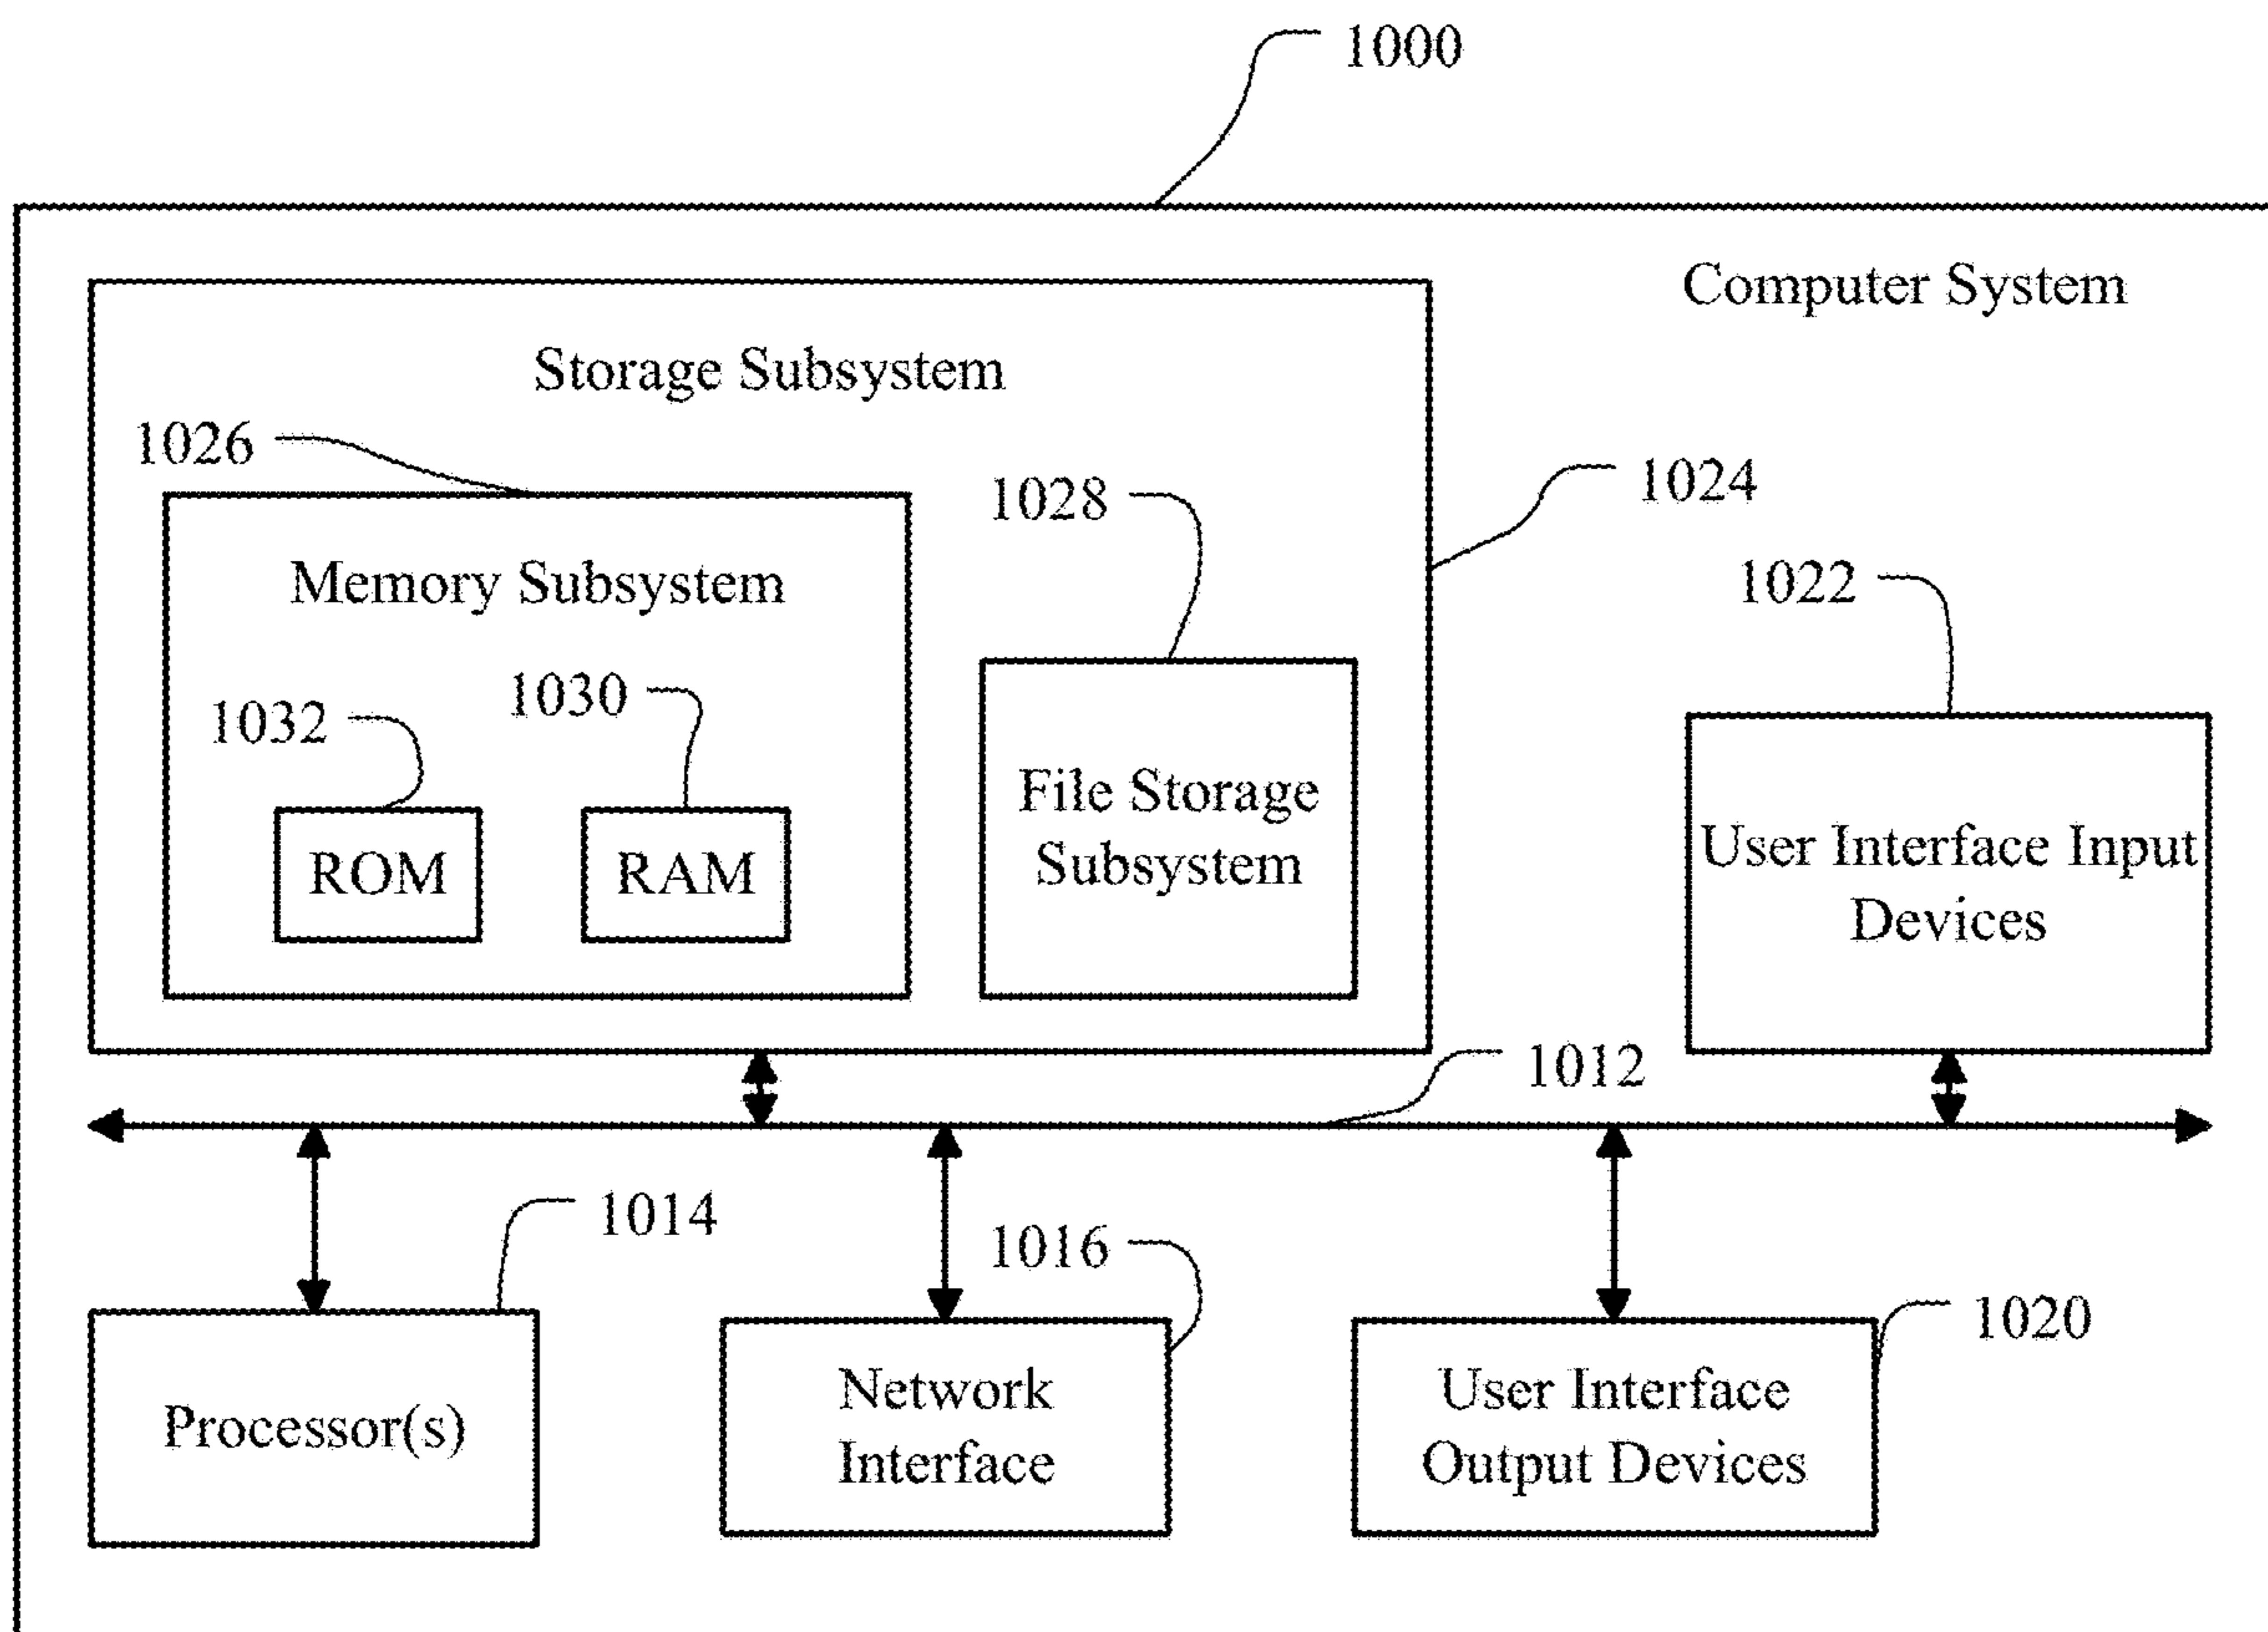 1000
Computer System
Storage Subsystem
1026
1024
1028
Memory Subsystem
1022
1032
1030
File Storage
Subsystem
ROM
RAM
User Interface Input
Devices
1012
1014
1016
1020
Processor(s)
Network
Interface
User Interface
Output Devices